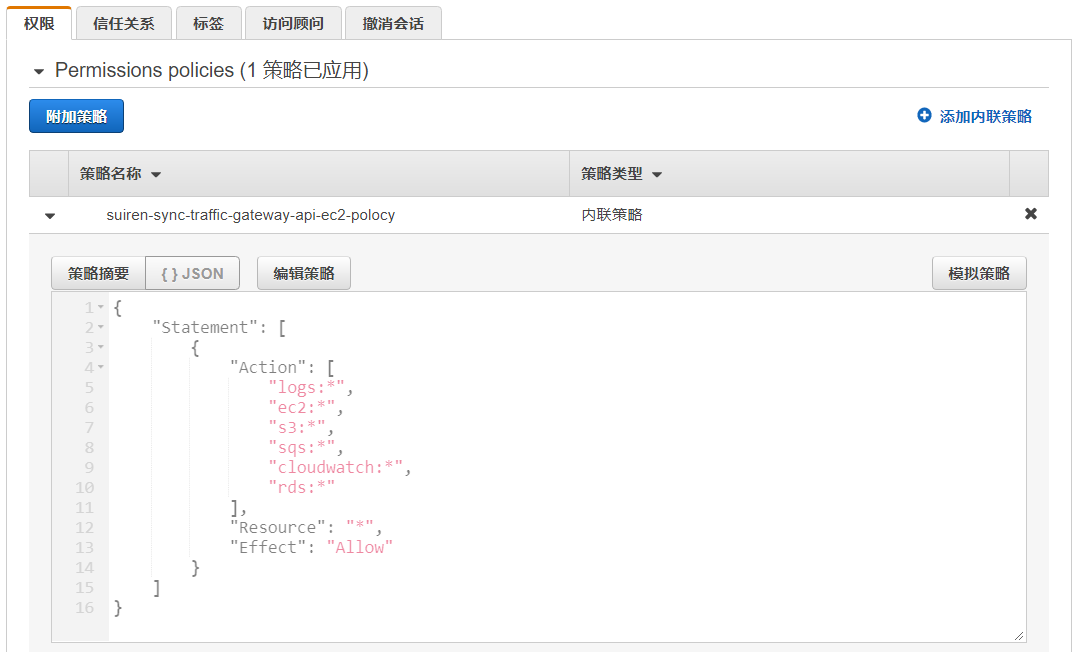 权限 信任关系 标签 访问顾问 撤消会话
Permissions policies (1 策略已应用)
附加策略 添加内联策略
策略名称 策略类型
suiren-sync-traffic-gateway-api-ec2-polocy 内联策略
策略摘要 { } JSON 编辑策略 模拟策略
1 {
2 "Statement": [
3 {
4 "Action": [
5 "logs:*",
6 "ec2:*",
7 "s3:*",
8 "sqs:*",
9 "cloudwatch:*",
10 "rds:*"
11 ],
12 "Resource": "*",
13 "Effect": "Allow"
14 }
15 ]
16 }